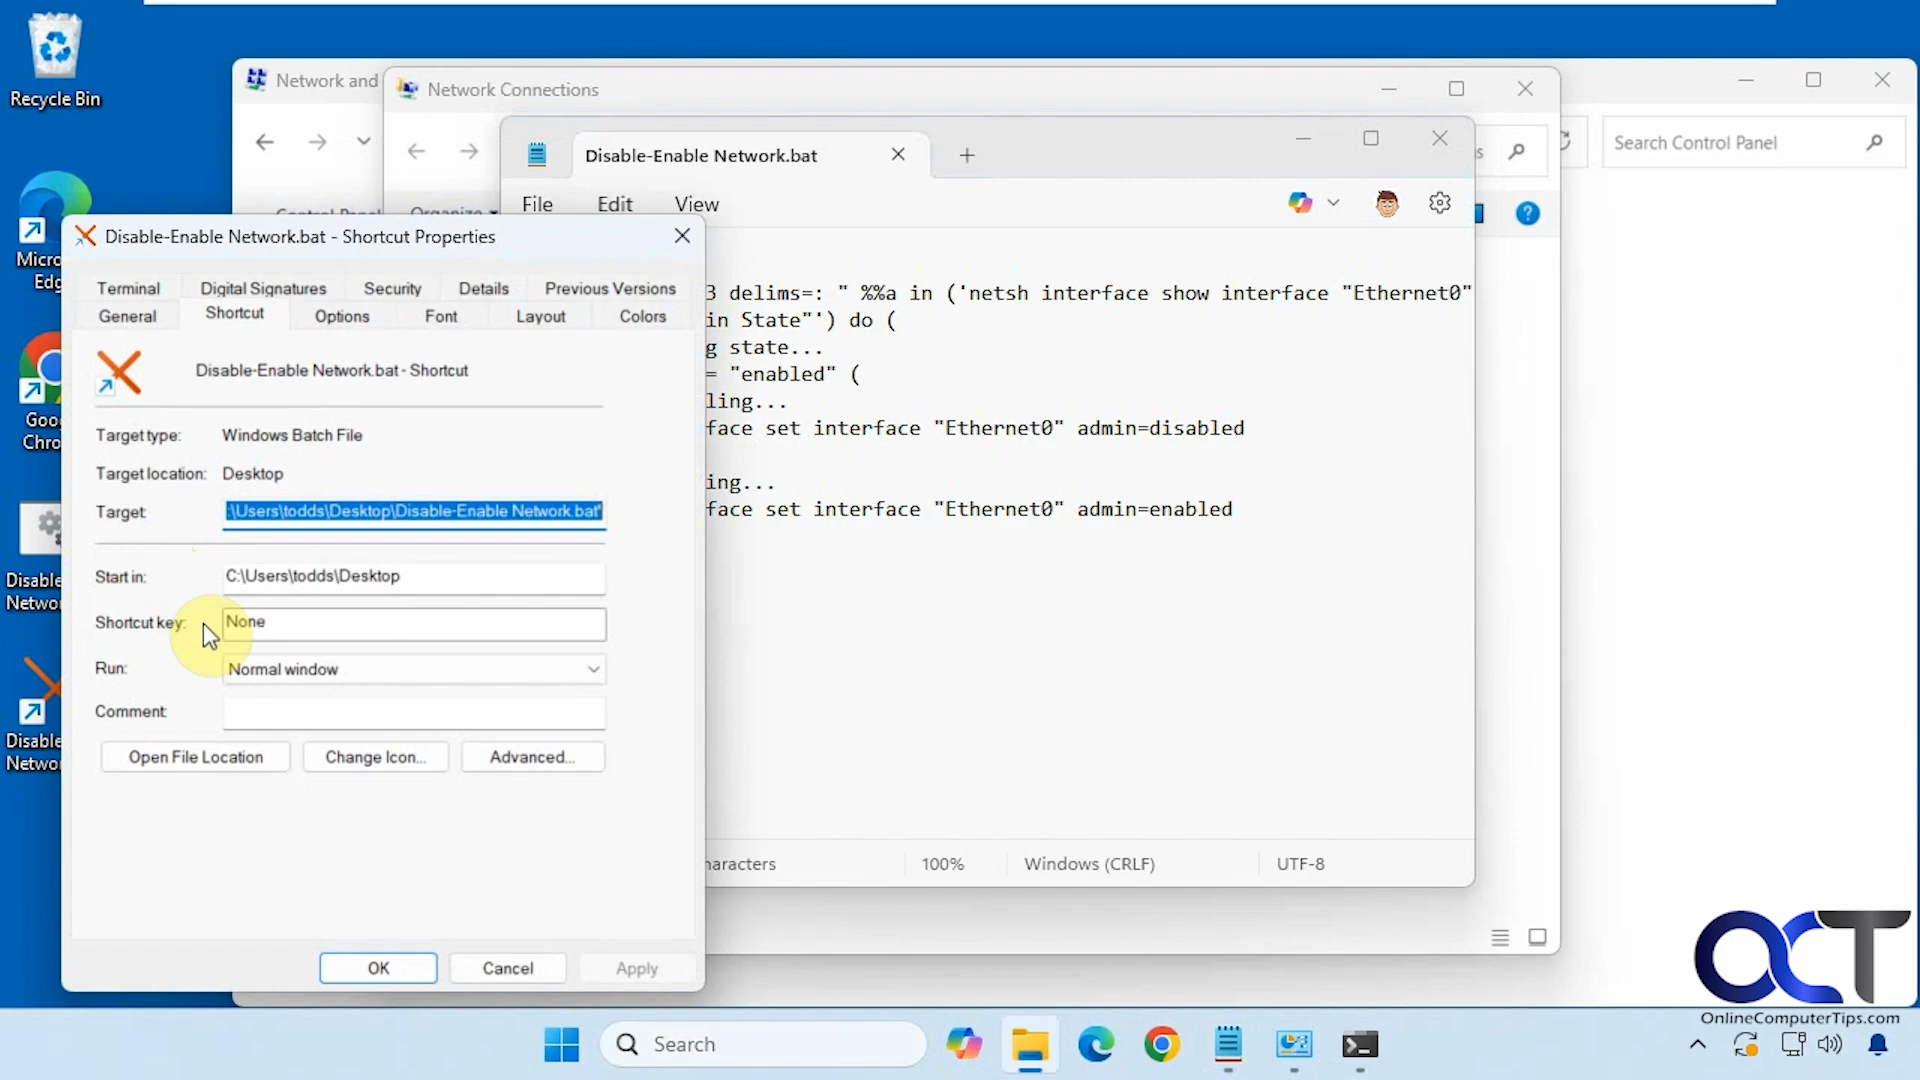 Recycle Bin
Network and
Network Connections
Search Control Panel
Disable-Enable Network.bat
File Edit View
Organize
Micro
Edg
Goo
Chro
Disable
Netwo
Disable
Netwo
Disable-Enable Network.bat - Shortcut Properties
Terminal Digital Signatures Security Details Previous Versions
General Shortcut Options Font Layout Colors
Disable-Enable Network.bat - Shortcut
Target type: Windows Batch File
Target location: Desktop
Target: :\Users\todds\Desktop\Disable-Enable Network.bat"
Start in: C:\Users\todds\Desktop
Shortcut key: None
Run: Normal window
Comment:
Open File Location Change Icon... Advanced...
OK Cancel Apply
3 delims=: " %%a in ('netsh interface show interface "Ethernet0"
in State"') do (
g state...
= "enabled" (
ling...
face set interface "Ethernet0" admin=disabled
ing...
face set interface "Ethernet0" admin=enabled
haracters 100% Windows (CRLF) UTF-8
OCT
OnlineComputerTips.com
Search